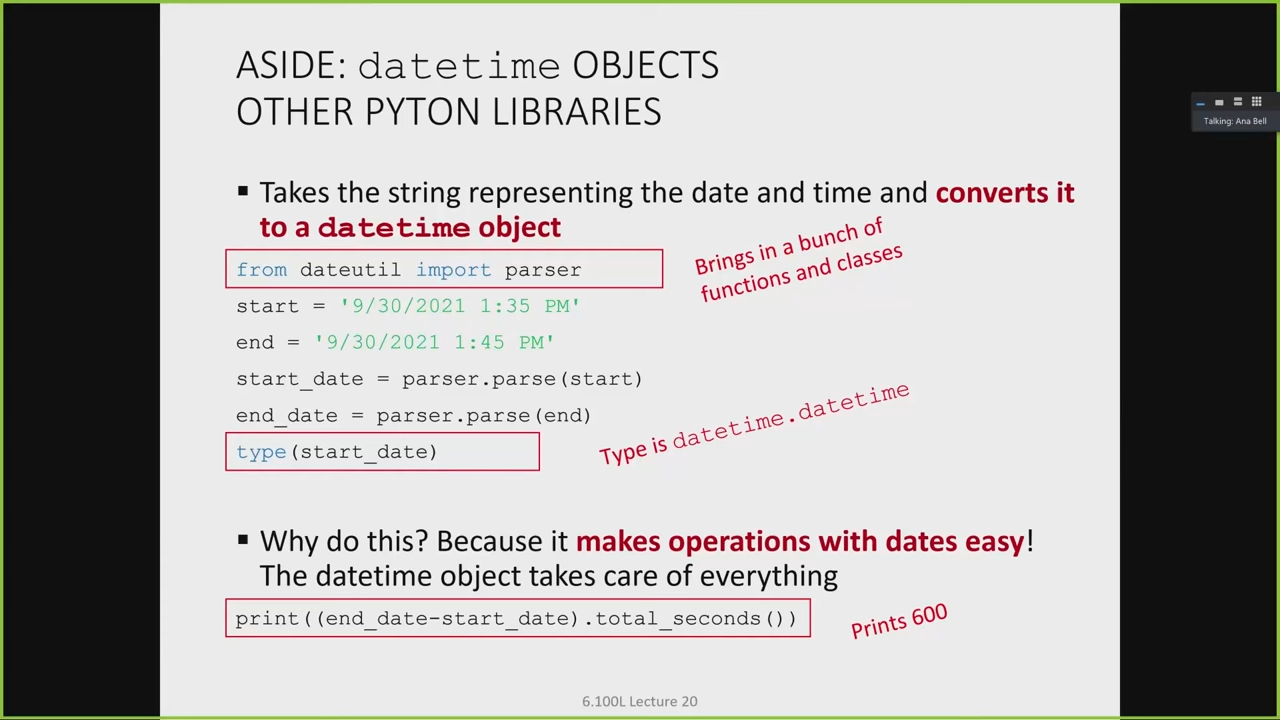 ASIDE: datetime OBJECTS
OTHER PYTON LIBRARIES
Talking: Ana Bell
▪ Takes the string representing the date and time and converts it
to a datetime object
from dateutil import parser
Brings in a bunch of
functions and classes
start = '9/30/2021 1:35 PM'
end = '9/30/2021 1:45 PM'
start_date = parser.parse(start)
end_date = parser.parse(end)
type(start_date)
Type is datetime.datetime
▪ Why do this? Because it makes operations with dates easy!
The datetime object takes care of everything
print((end_date-start_date).total_seconds())
Prints 600
6.100L Lecture 20